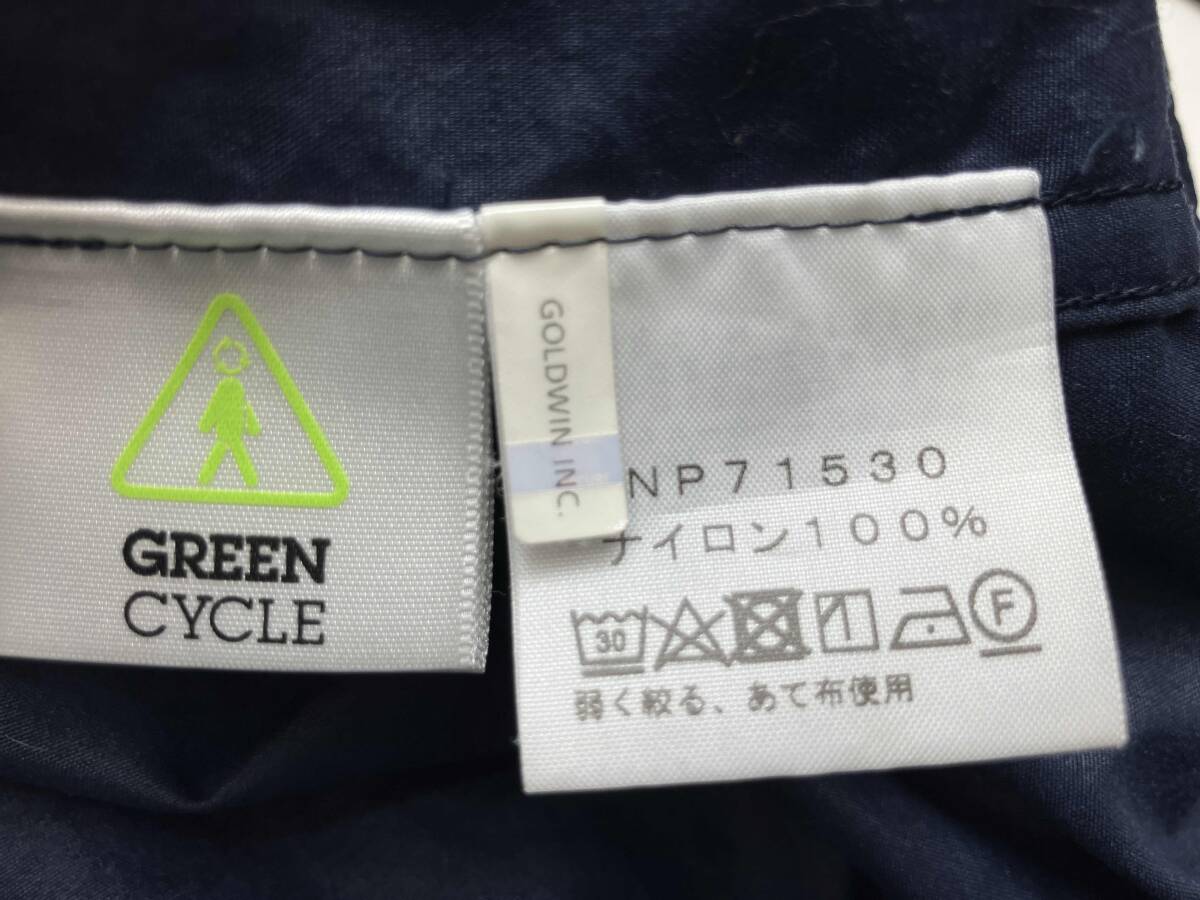 GREEN
CYCLE
GOLDWIN INC.
NP71530
ナイロン100%
30
F
弱く絞る、あて布使用